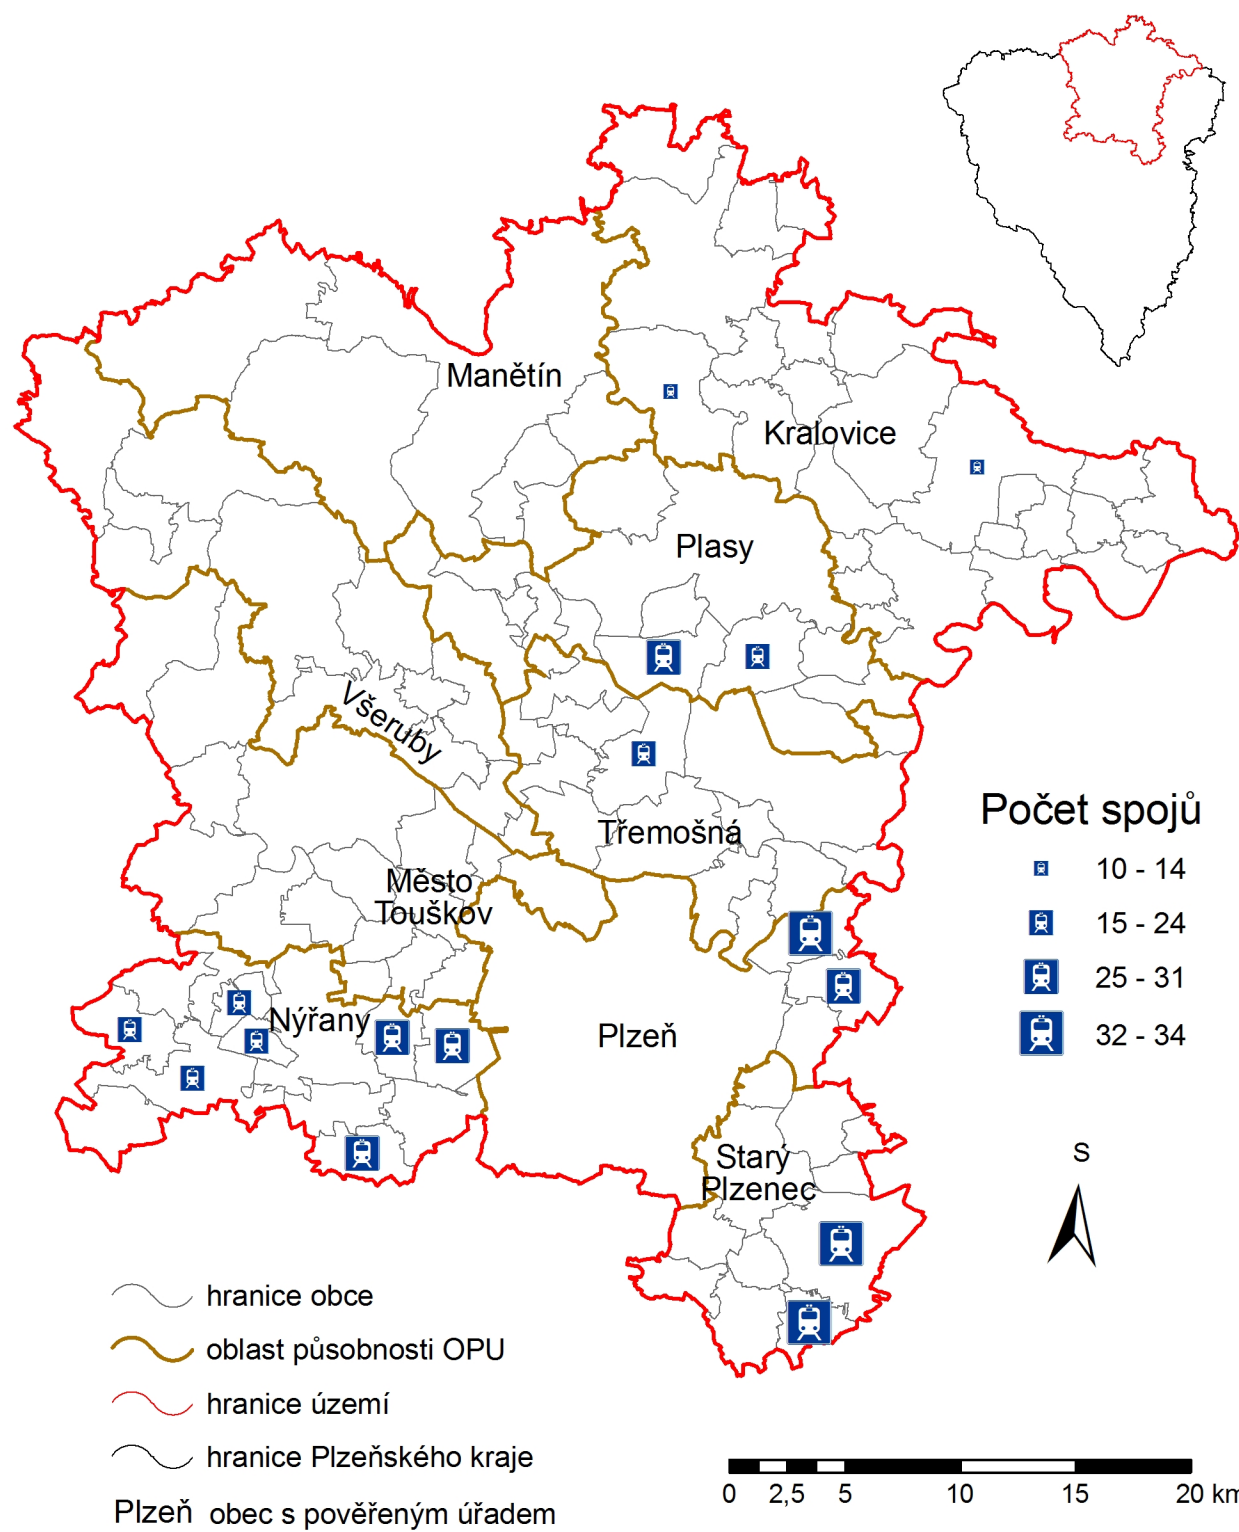 Manětín
Kralovice
Plasy
Všeruby
Třemošná
Město
Touškov
Nýřany
Plzeň
Starý
Plzenec
Počet spojů
10 - 14
15 - 24
25 - 31
32 - 34
S
hranice obce
oblast působnosti OPU
hranice území
hranice Plzeňského kraje
Plzeň obec s pověřeným úřadem
0 2,5 5 10 15 20 km